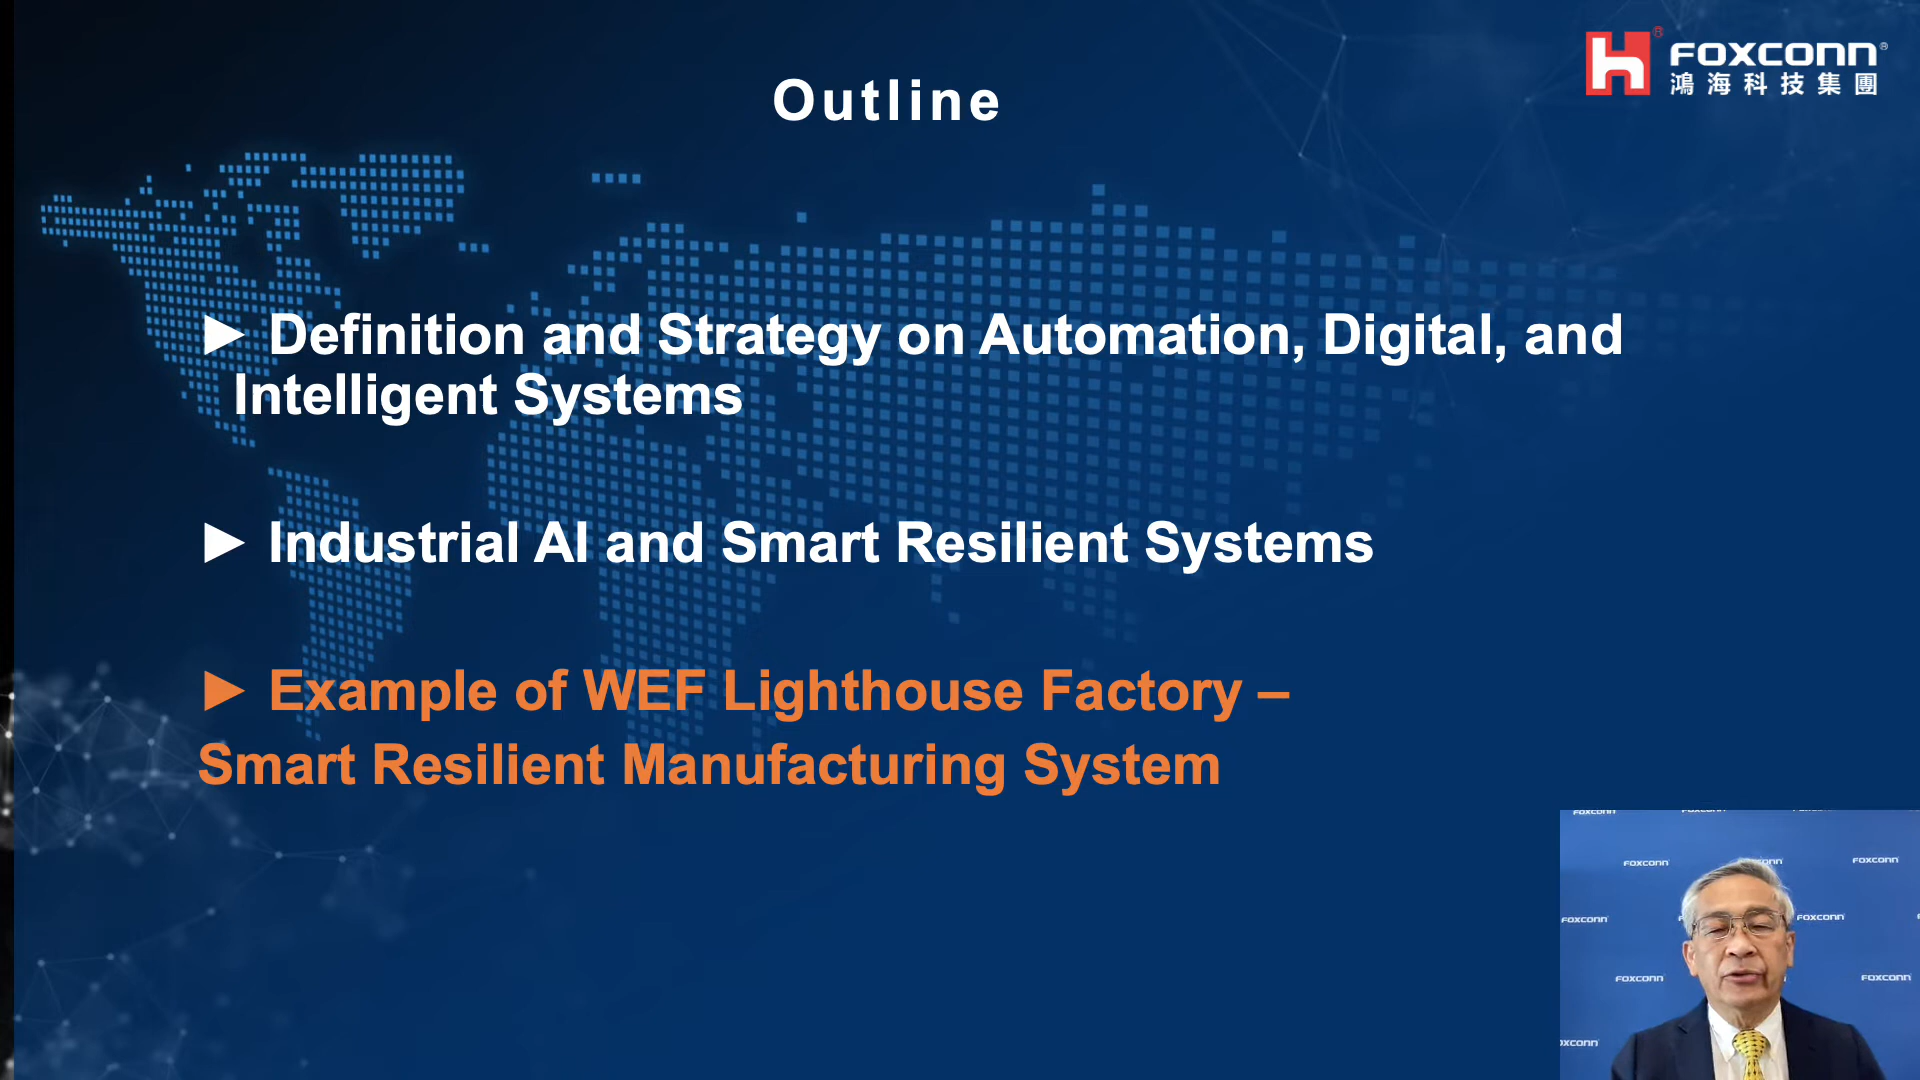 FOXCONN®
鴻海科技集團
Outline
► Definition and Strategy on Automation, Digital, and
Intelligent Systems
► Industrial AI and Smart Resilient Systems
► Example of WEF Lighthouse Factory –
Smart Resilient Manufacturing System
FOXCONN
FOXCONN
FOXCONN
FOXCONN
FOXCONN
FOXCONN
FOXCONN